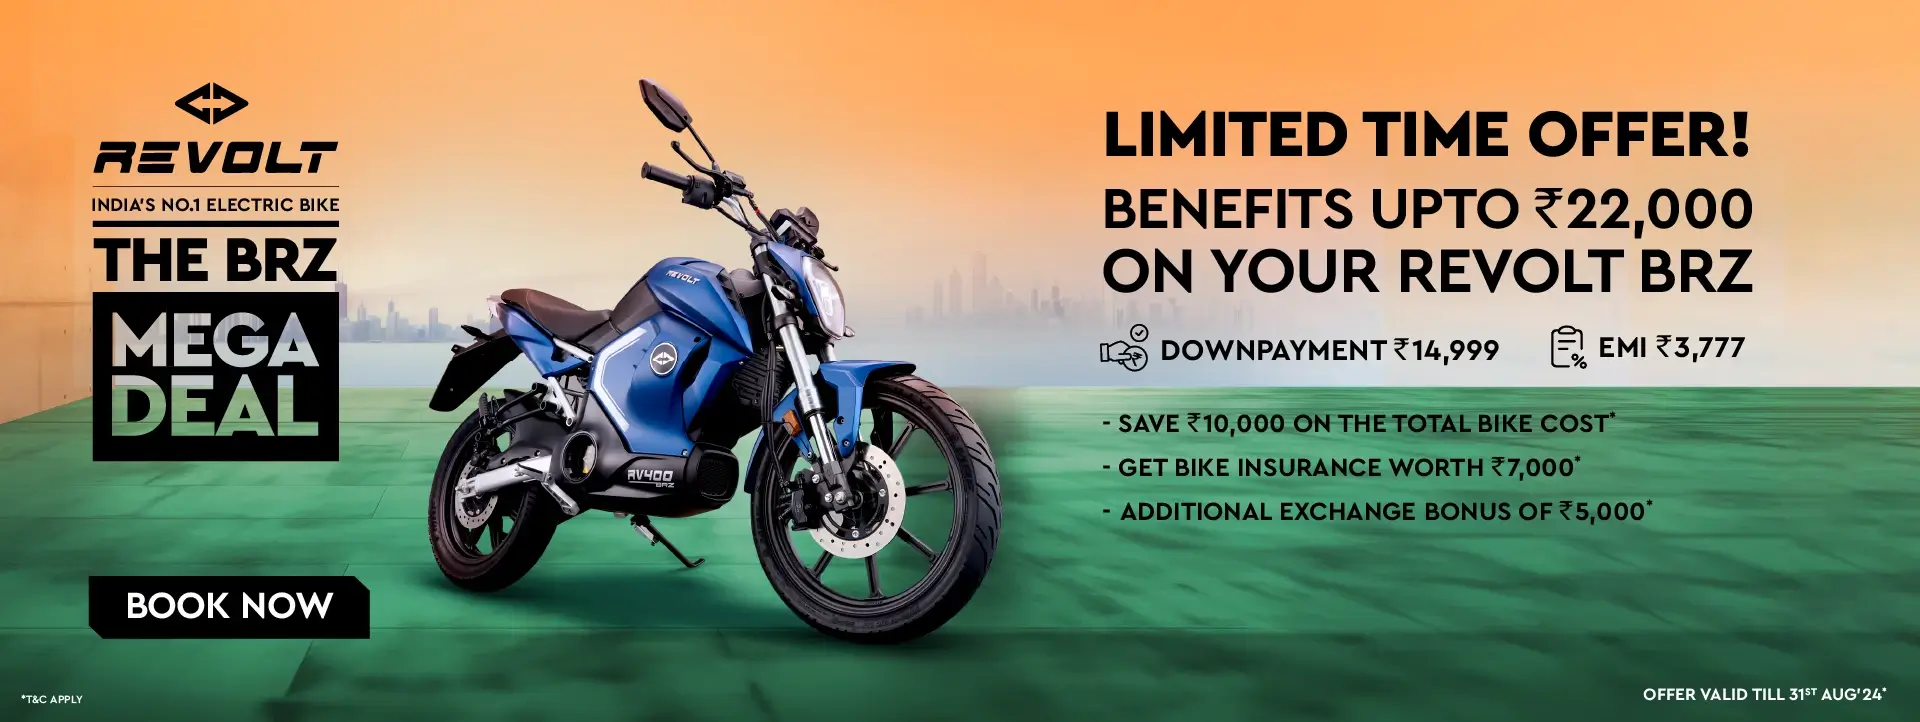 REVOLT
INDIA'S NO.1 ELECTRIC BIKE
THE BRZ
MEGA
DEAL
BOOK NOW
*T&C APPLY
REVOLT
RV400
BRZ
LIMITED TIME OFFER!
BENEFITS UPTO ₹22,000
ON YOUR REVOLT BRZ
DOWNPAYMENT ₹14,999
EMI ₹3,777
- SAVE ₹10,000 ON THE TOTAL BIKE COST*
- GET BIKE INSURANCE WORTH ₹7,000*
- ADDITIONAL EXCHANGE BONUS OF ₹5,000*
OFFER VALID TILL 31ST AUG'24*